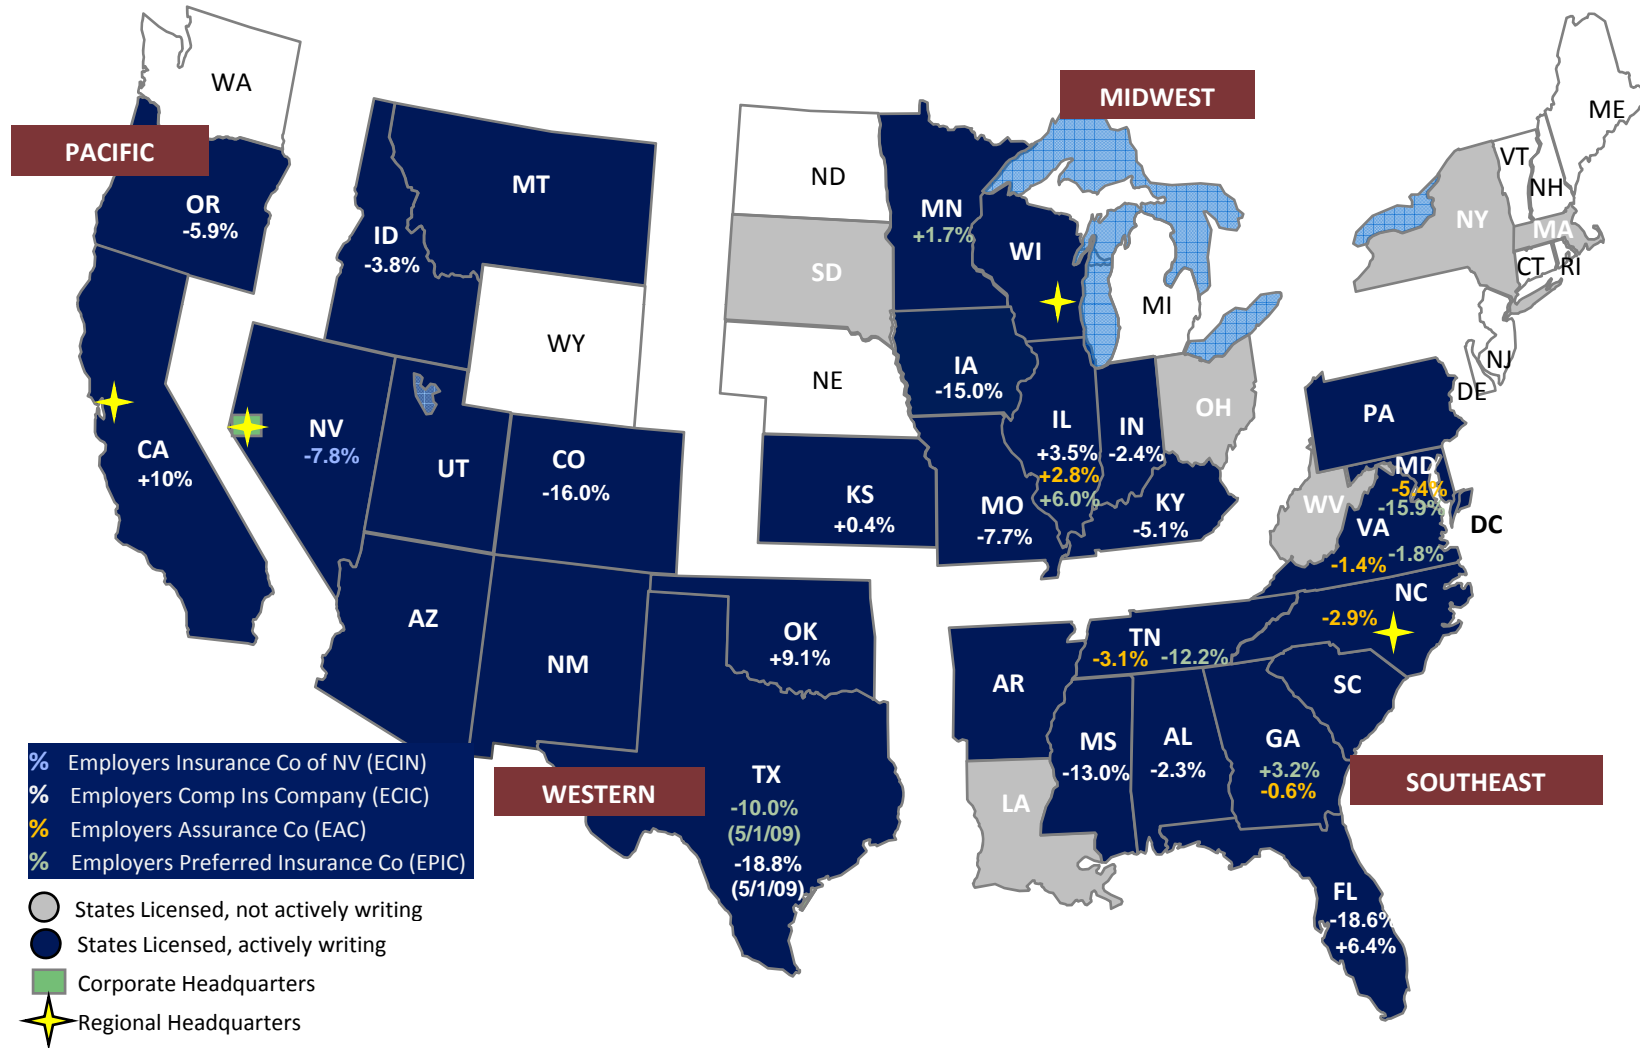 WA
PACIFIC
OR
-5.9%
ID
-3.8%
MT
WY
CA
+10%
NV
-7.8%
UT
CO
-16.0%
AZ
NM
WESTERN
TX
-10.0%
(5/1/09)
-18.8%
(5/1/09)
OK
+9.1%
MIDWEST
ND
SD
NE
KS
+0.4%
MN
+1.7%
WI
MI
IA
-15.0%
IL
+3.5%
+2.8%
+6.0%
IN
-2.4%
OH
MO
-7.7%
KY
-5.1%
ME
VT
NH
NY
MA
CT
RI
NJ
DE
PA
MD
-5.4%
-15.9%
WV
DC
VA
-1.8%
-1.4%
NC
-2.9%
TN
-3.1%
-12.2%
AR
SC
MS
-13.0%
AL
-2.3%
GA
+3.2%
-0.6%
SOUTHEAST
LA
FL
-18.6%
+6.4%
% Employers Insurance Co of NV (ECIN)
% Employers Comp Ins Company (ECIC)
% Employers Assurance Co (EAC)
% Employers Preferred Insurance Co (EPIC)
States Licensed, not actively writing
States Licensed, actively writing
Corporate Headquarters
Regional Headquarters